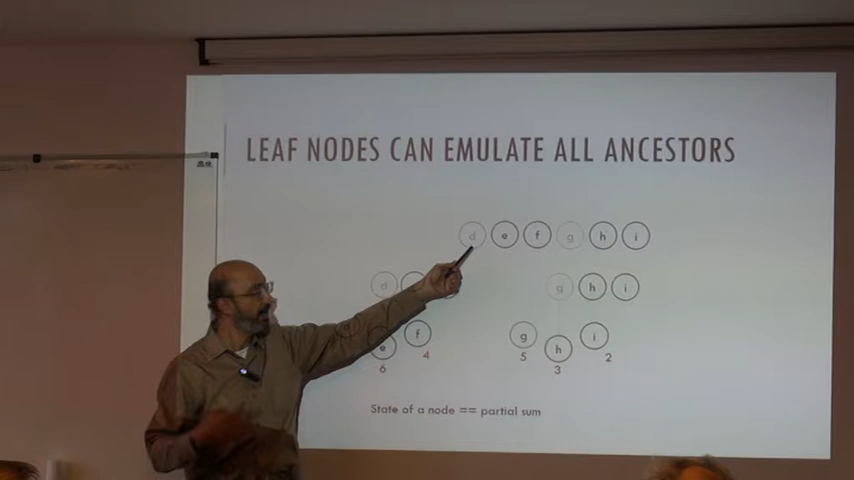 LEAF NODES CAN EMULATE ALL ANCESTORS
d e f g h i
d g h i
e f g h i
6 4 5 3 2
State of a node == partial sum